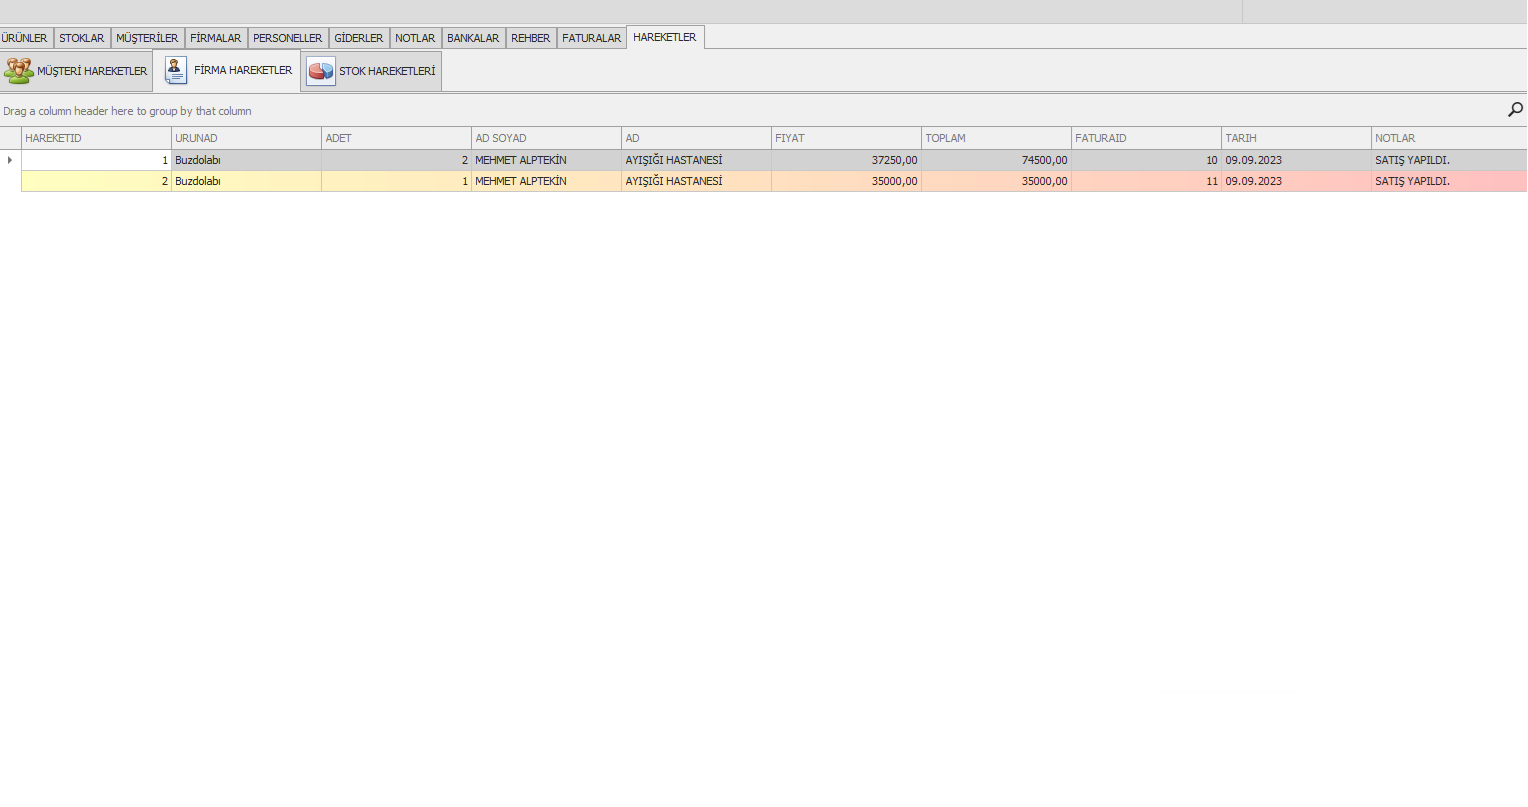 ÜRÜNLER STOKLAR MÜŞTERİLER FİRMALAR PERSONELLER GİDERLER NOTLAR BANKALAR REHBER FATURALAR HAREKETLER
MÜŞTERİ HAREKETLER FİRMA HAREKETLER STOK HAREKETLERİ
Drag a column header here to group by that column
HAREKETID URUNAD ADET AD SOYAD AD FIYAT TOPLAM FATURAID TARIH NOTLAR
1 Buzdolabı 2 MEHMET ALPTEKİN AYIŞIĞI HASTANESİ 37250,00 74500,00 10 09.09.2023 SATIŞ YAPILDI.
2 Buzdolabı 1 MEHMET ALPTEKİN AYIŞIĞI HASTANESİ 35000,00 35000,00 11 09.09.2023 SATIŞ YAPILDI.